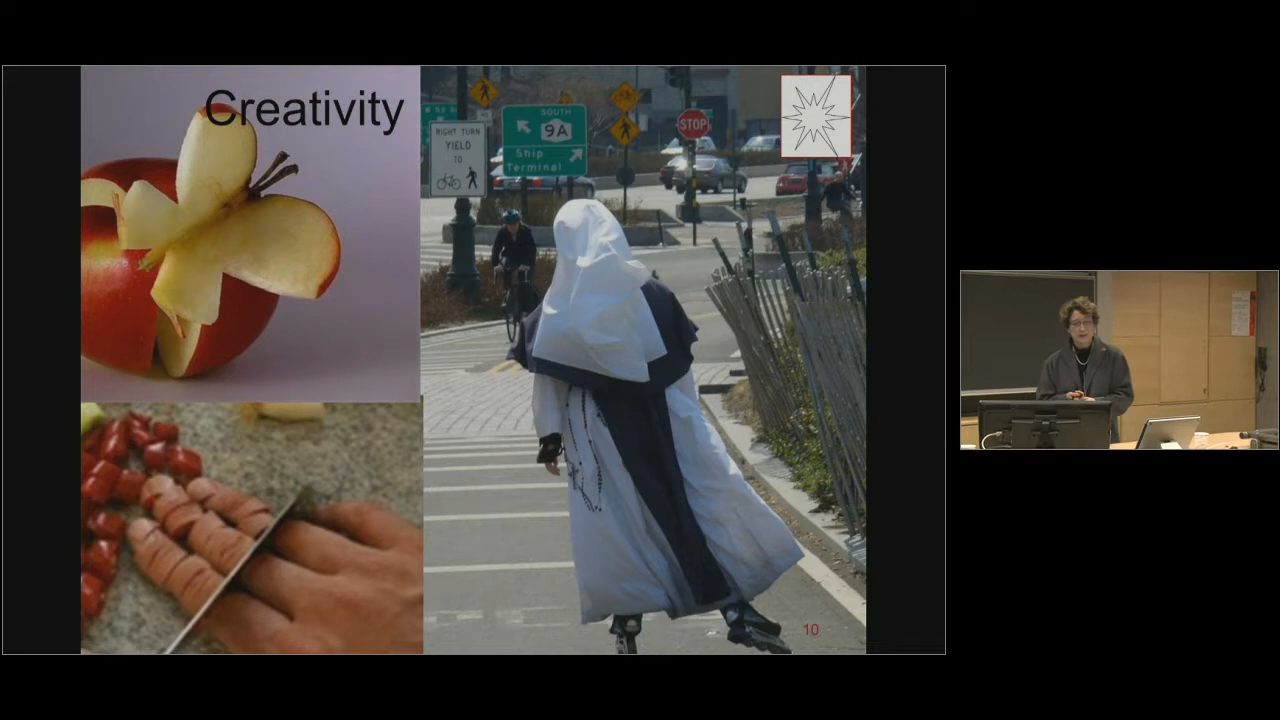 Creativity
SOUTH
9A
Ship
Terminal
RIGHT TURN
YIELD
TO
STOP
10